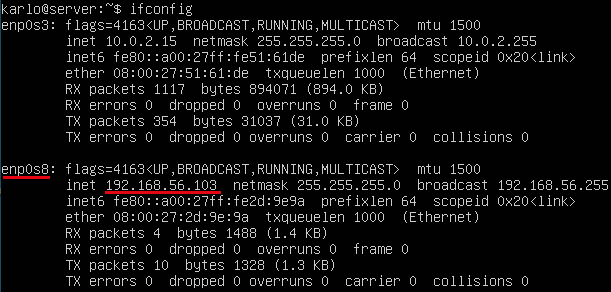 karlo@server:~$ ifconfig
enp0s3: flags=4163<UP,BROADCAST,RUNNING,MULTICAST>  mtu 1500
        inet 10.0.2.15  netmask 255.255.255.0  broadcast 10.0.2.255
        inet6 fe80::a00:27ff:fe51:61de  prefixlen 64  scopeid 0x20<link>
        ether 08:00:27:51:61:de  txqueuelen 1000  (Ethernet)
        RX packets 1117  bytes 894071 (894.0 KB)
        RX errors 0  dropped 0  overruns 0  frame 0
        TX packets 354  bytes 31037 (31.0 KB)
        TX errors 0  dropped 0 overruns 0  carrier 0  collisions 0

enp0s8: flags=4163<UP,BROADCAST,RUNNING,MULTICAST>  mtu 1500
        inet 192.168.56.103  netmask 255.255.255.0  broadcast 192.168.56.255
        inet6 fe80::a00:27ff:fe2d:9e9a  prefixlen 64  scopeid 0x20<link>
        ether 08:00:27:2d:9e:9a  txqueuelen 1000  (Ethernet)
        RX packets 4  bytes 1488 (1.4 KB)
        RX errors 0  dropped 0  overruns 0  frame 0
        TX packets 10  bytes 1328 (1.3 KB)
        TX errors 0  dropped 0 overruns 0  carrier 0  collisions 0